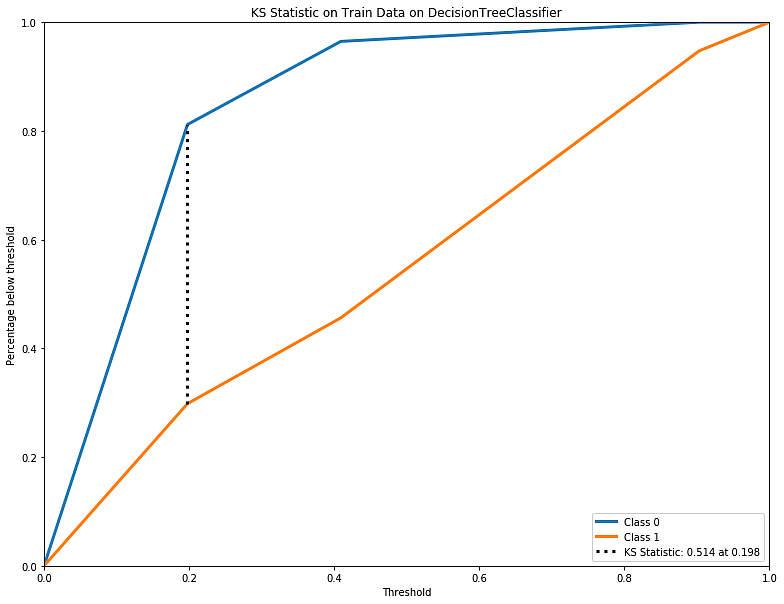 KS Statistic on Train Data on DecisionTreeClassifier
1.0
0.8
0.6
0.4
0.2
0.0
Percentage below threshold
0.0 0.2 0.4 0.6 0.8 1.0
Threshold
Class 0
Class 1
KS Statistic: 0.514 at 0.198